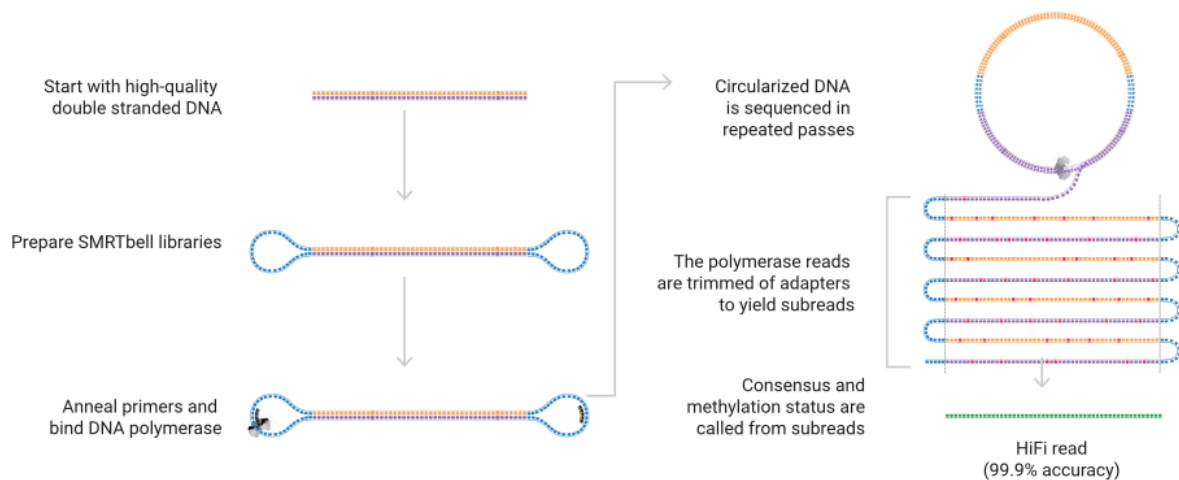 Start with high-quality
double stranded DNA
Prepare SMRTbell libraries
Anneal primers and
bind DNA polymerase
Circularized DNA
is sequenced in
repeated passes
The polymerase reads
are trimmed of adapters
to yield subreads
Consensus and
methylation status are
called from subreads
HiFi read
(99.9% accuracy)